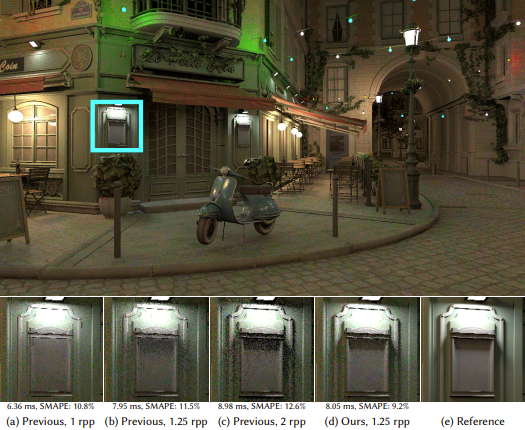 Coin
6.36 ms, SMAPE: 10.8%
7.95 ms, SMAPE: 11.5%
8.98 ms, SMAPE: 12.6%
8.05 ms, SMAPE: 9.2%
(a) Previous, 1 rpp
(b) Previous, 1.25 rpp
(c) Previous, 2 rpp
(d) Ours, 1.25 rpp
(e) Reference